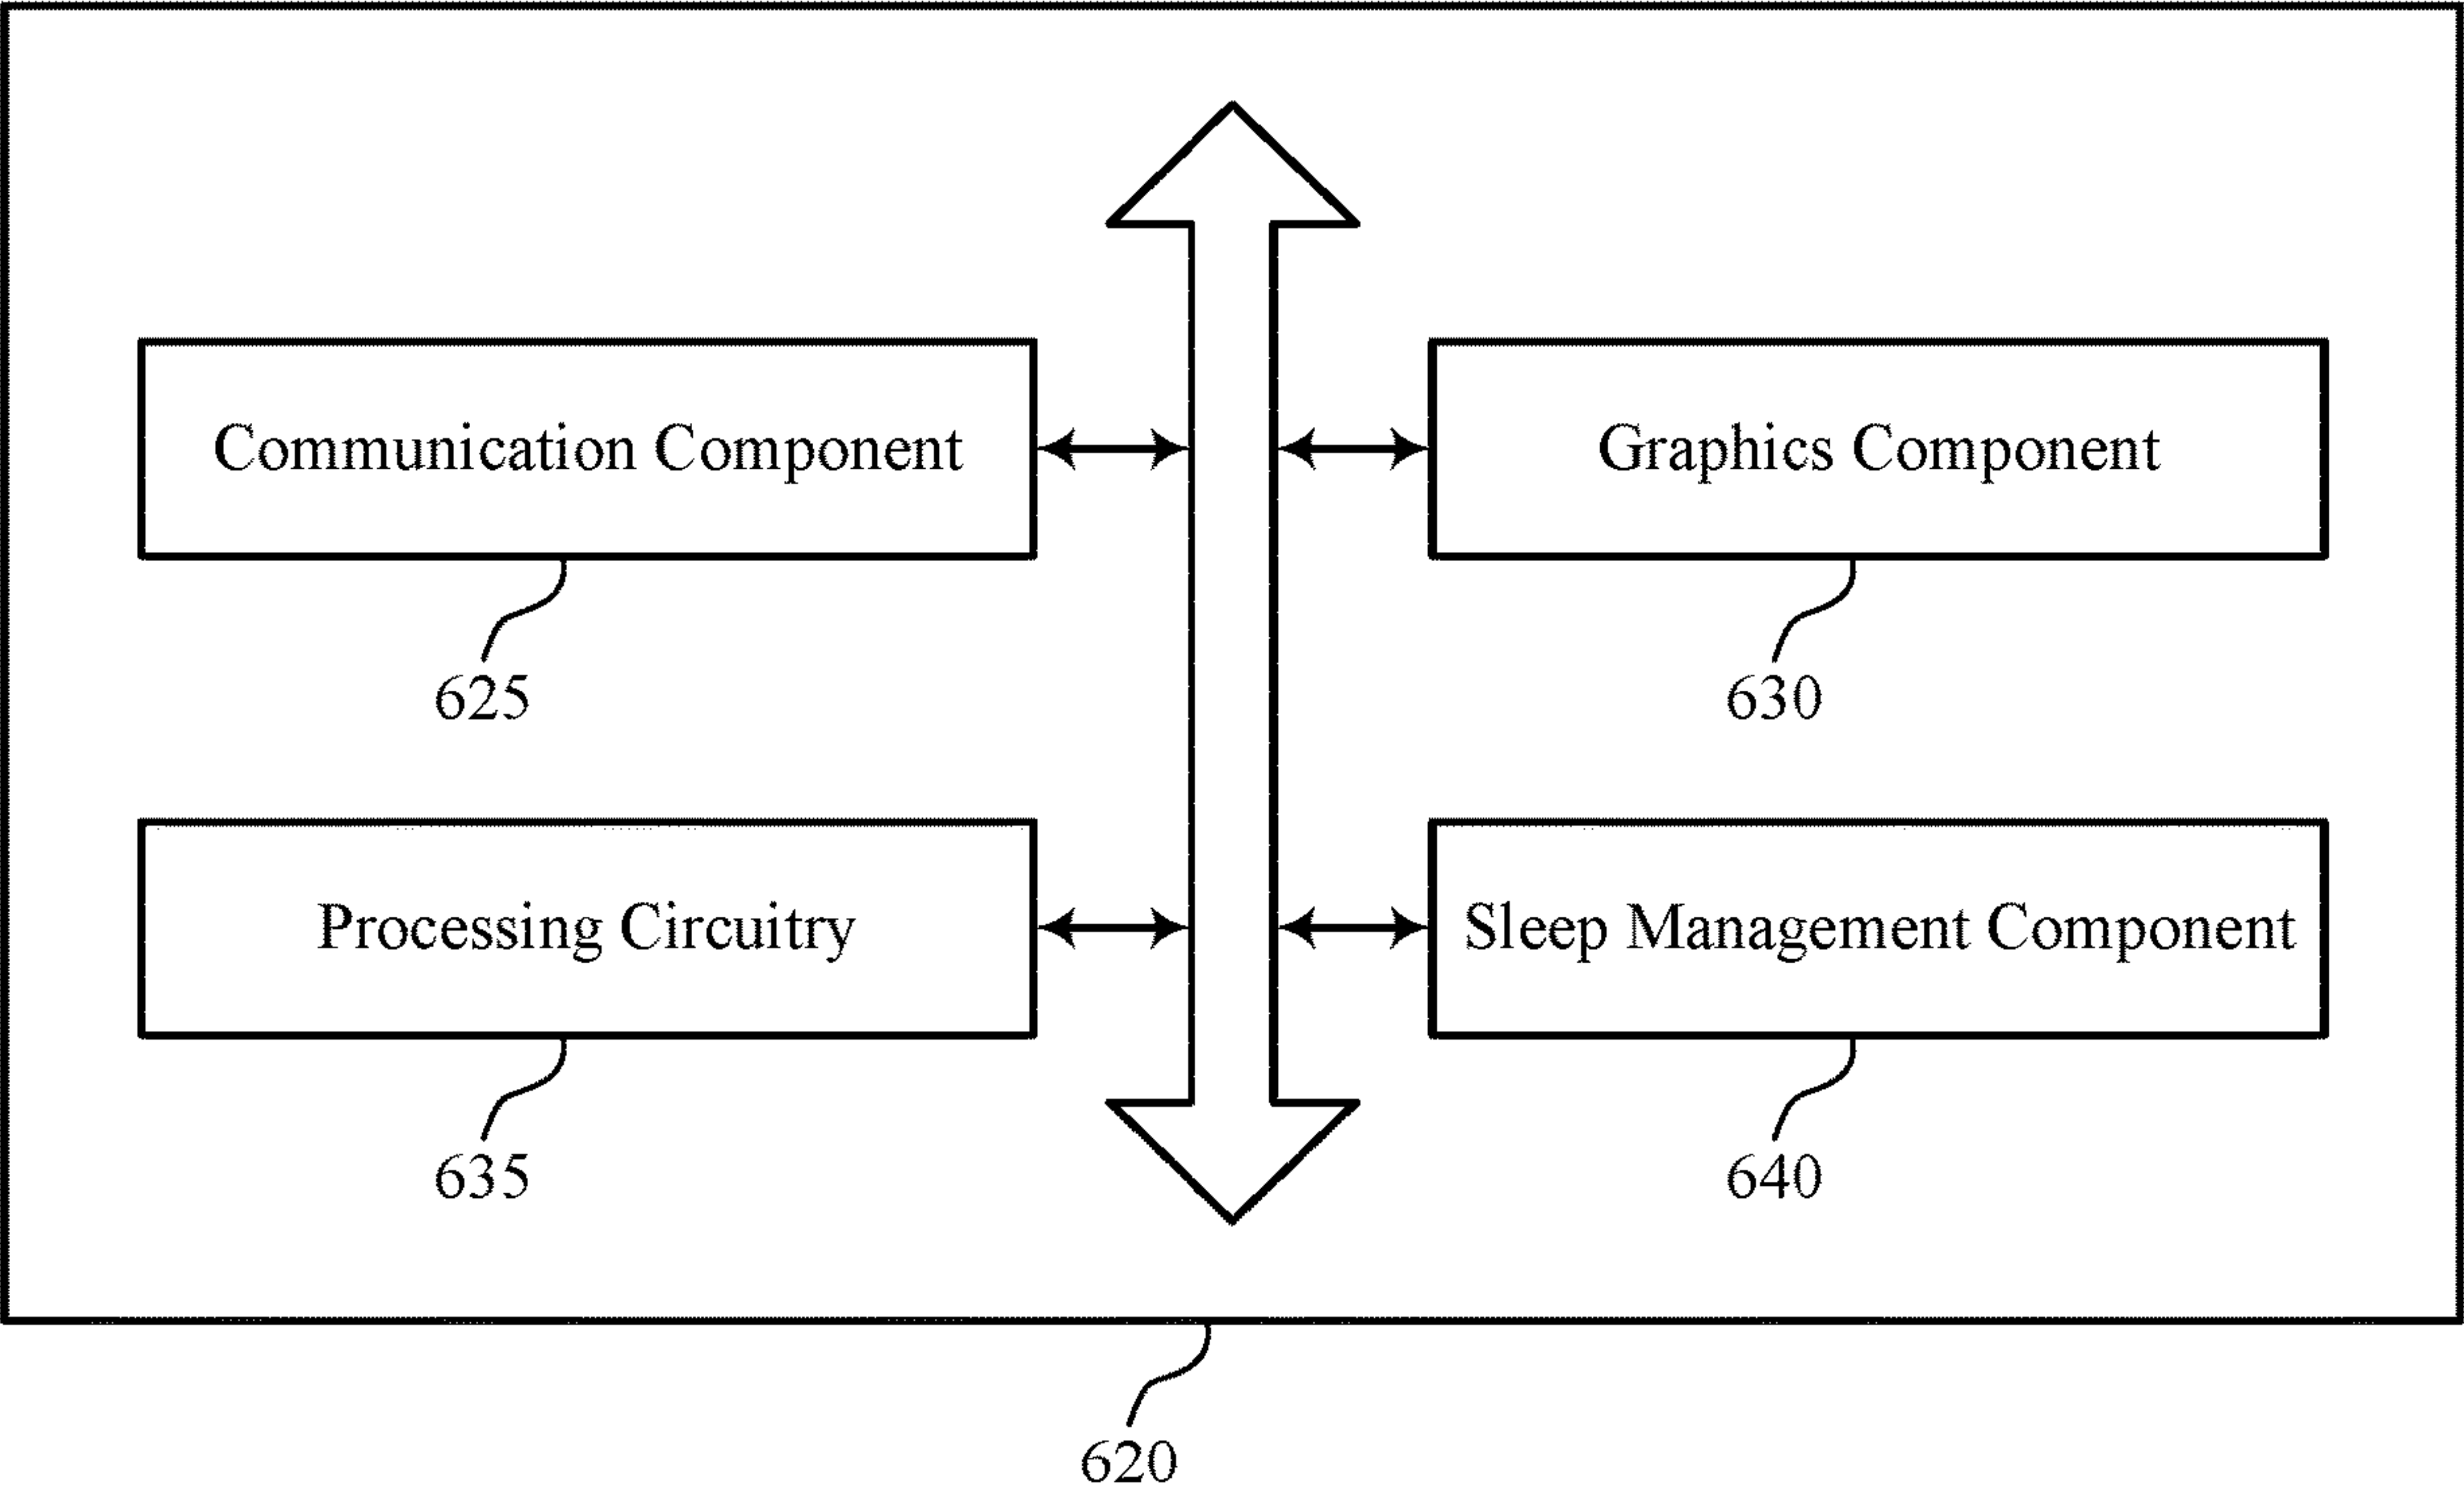 Communication Component
Graphics Component
625
630
Processing Circuitry
Sleep Management Component
635
640
620